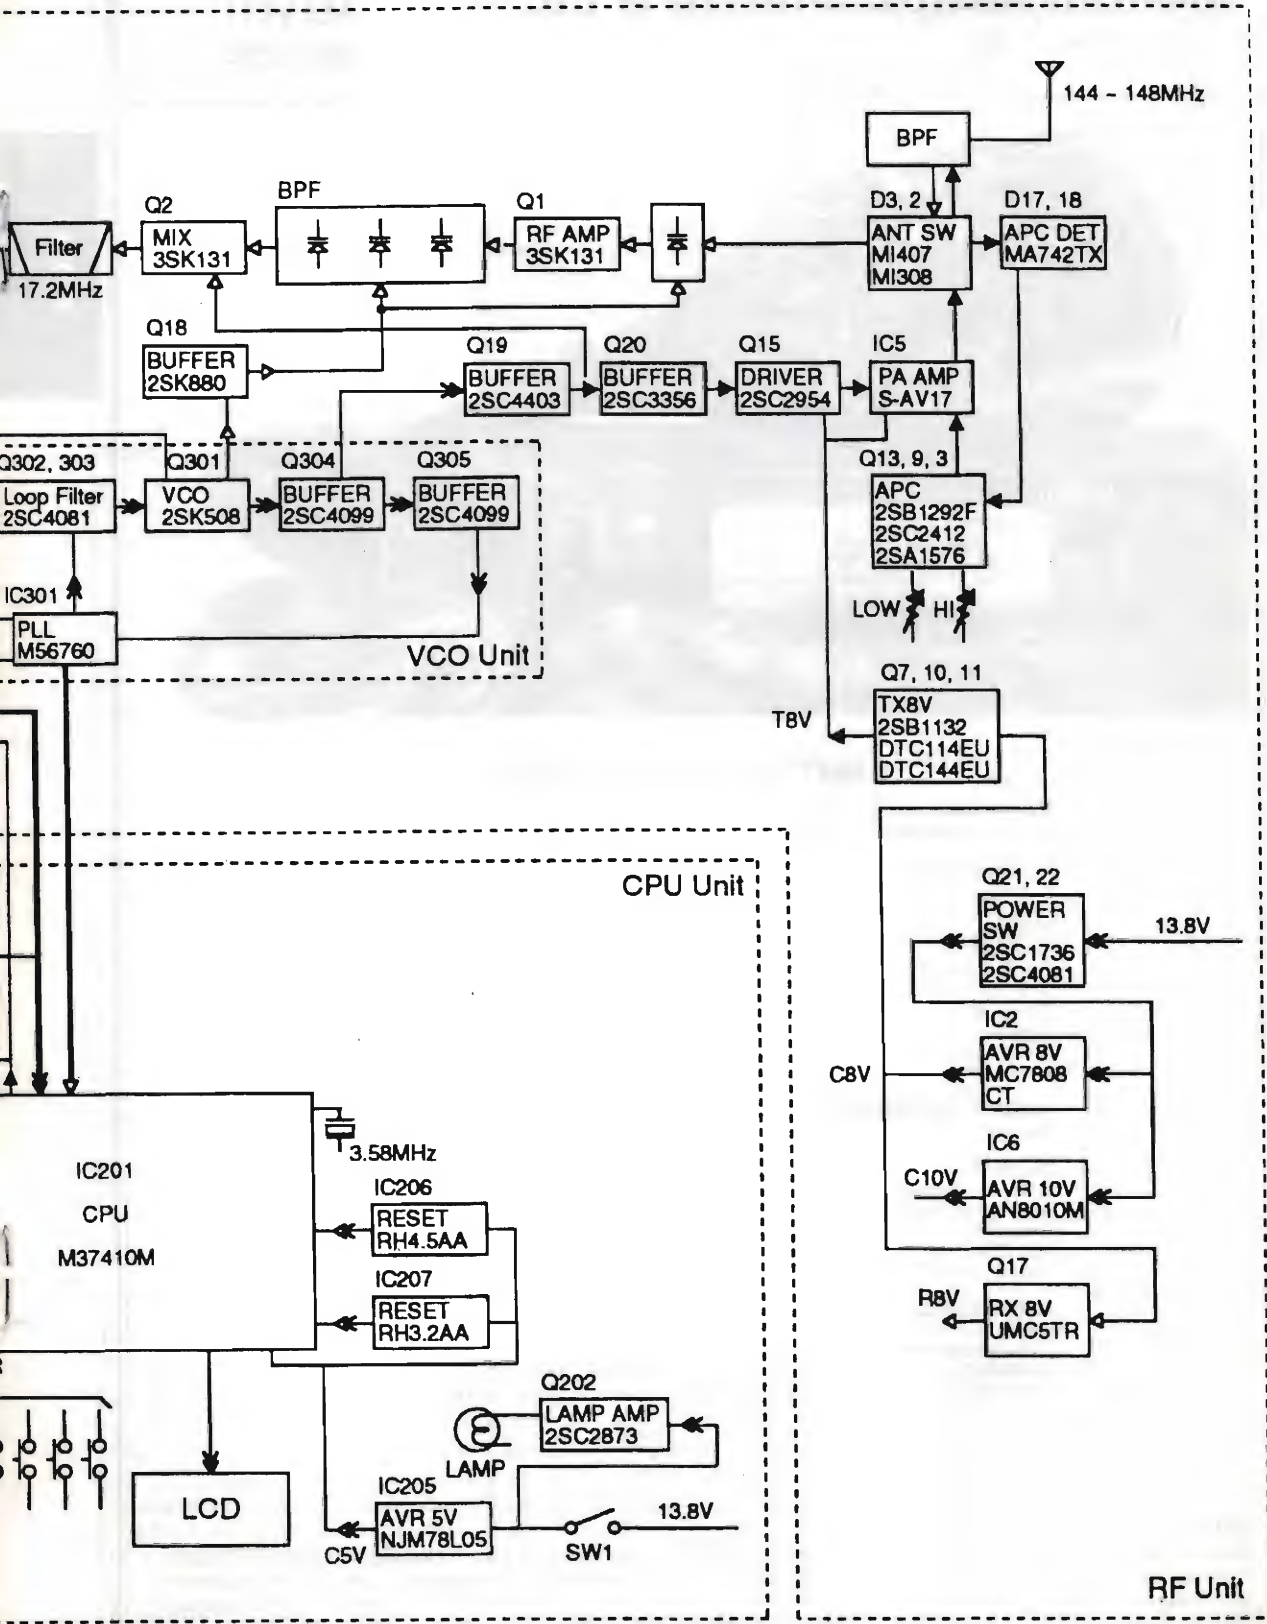 144 - 148MHz
BPF
D3, 2
D17, 18
ANT SW
MI407
MI308
APC DET
MA742TX
Q2
MIX
3SK131
BPF
Q1
RF AMP
3SK131
Filter
17.2MHz
Q18
BUFFER
2SK880
Q19
BUFFER
2SC4403
Q20
BUFFER
2SC3356
Q15
DRIVER
2SC2954
IC5
PA AMP
S-AV17
Q302, 303
Loop Filter
2SC4081
Q301
VCO
2SK508
Q304
BUFFER
2SC4099
Q305
BUFFER
2SC4099
Q13, 9, 3
APC
2SB1292F
2SC2412
2SA1576
LOW
HI
IC301
PLL
M56760
VCO Unit
Q7, 10, 11
TX8V
2SB1132
DTC114EU
DTC144EU
T8V
CPU Unit
Q21, 22
POWER
SW
2SC1736
2SC4081
13.8V
IC2
AVR 8V
MC7808
CT
C8V
IC6
AVR 10V
AN8010M
C10V
Q17
RX 8V
UMC5TR
R8V
3.58MHz
IC201
CPU
M37410M
IC206
RESET
RH4.5AA
IC207
RESET
RH3.2AA
Q202
LAMP AMP
2SC2873
LAMP
IC205
AVR 5V
NJM78L05
C5V
SW1
13.8V
LCD
RF Unit